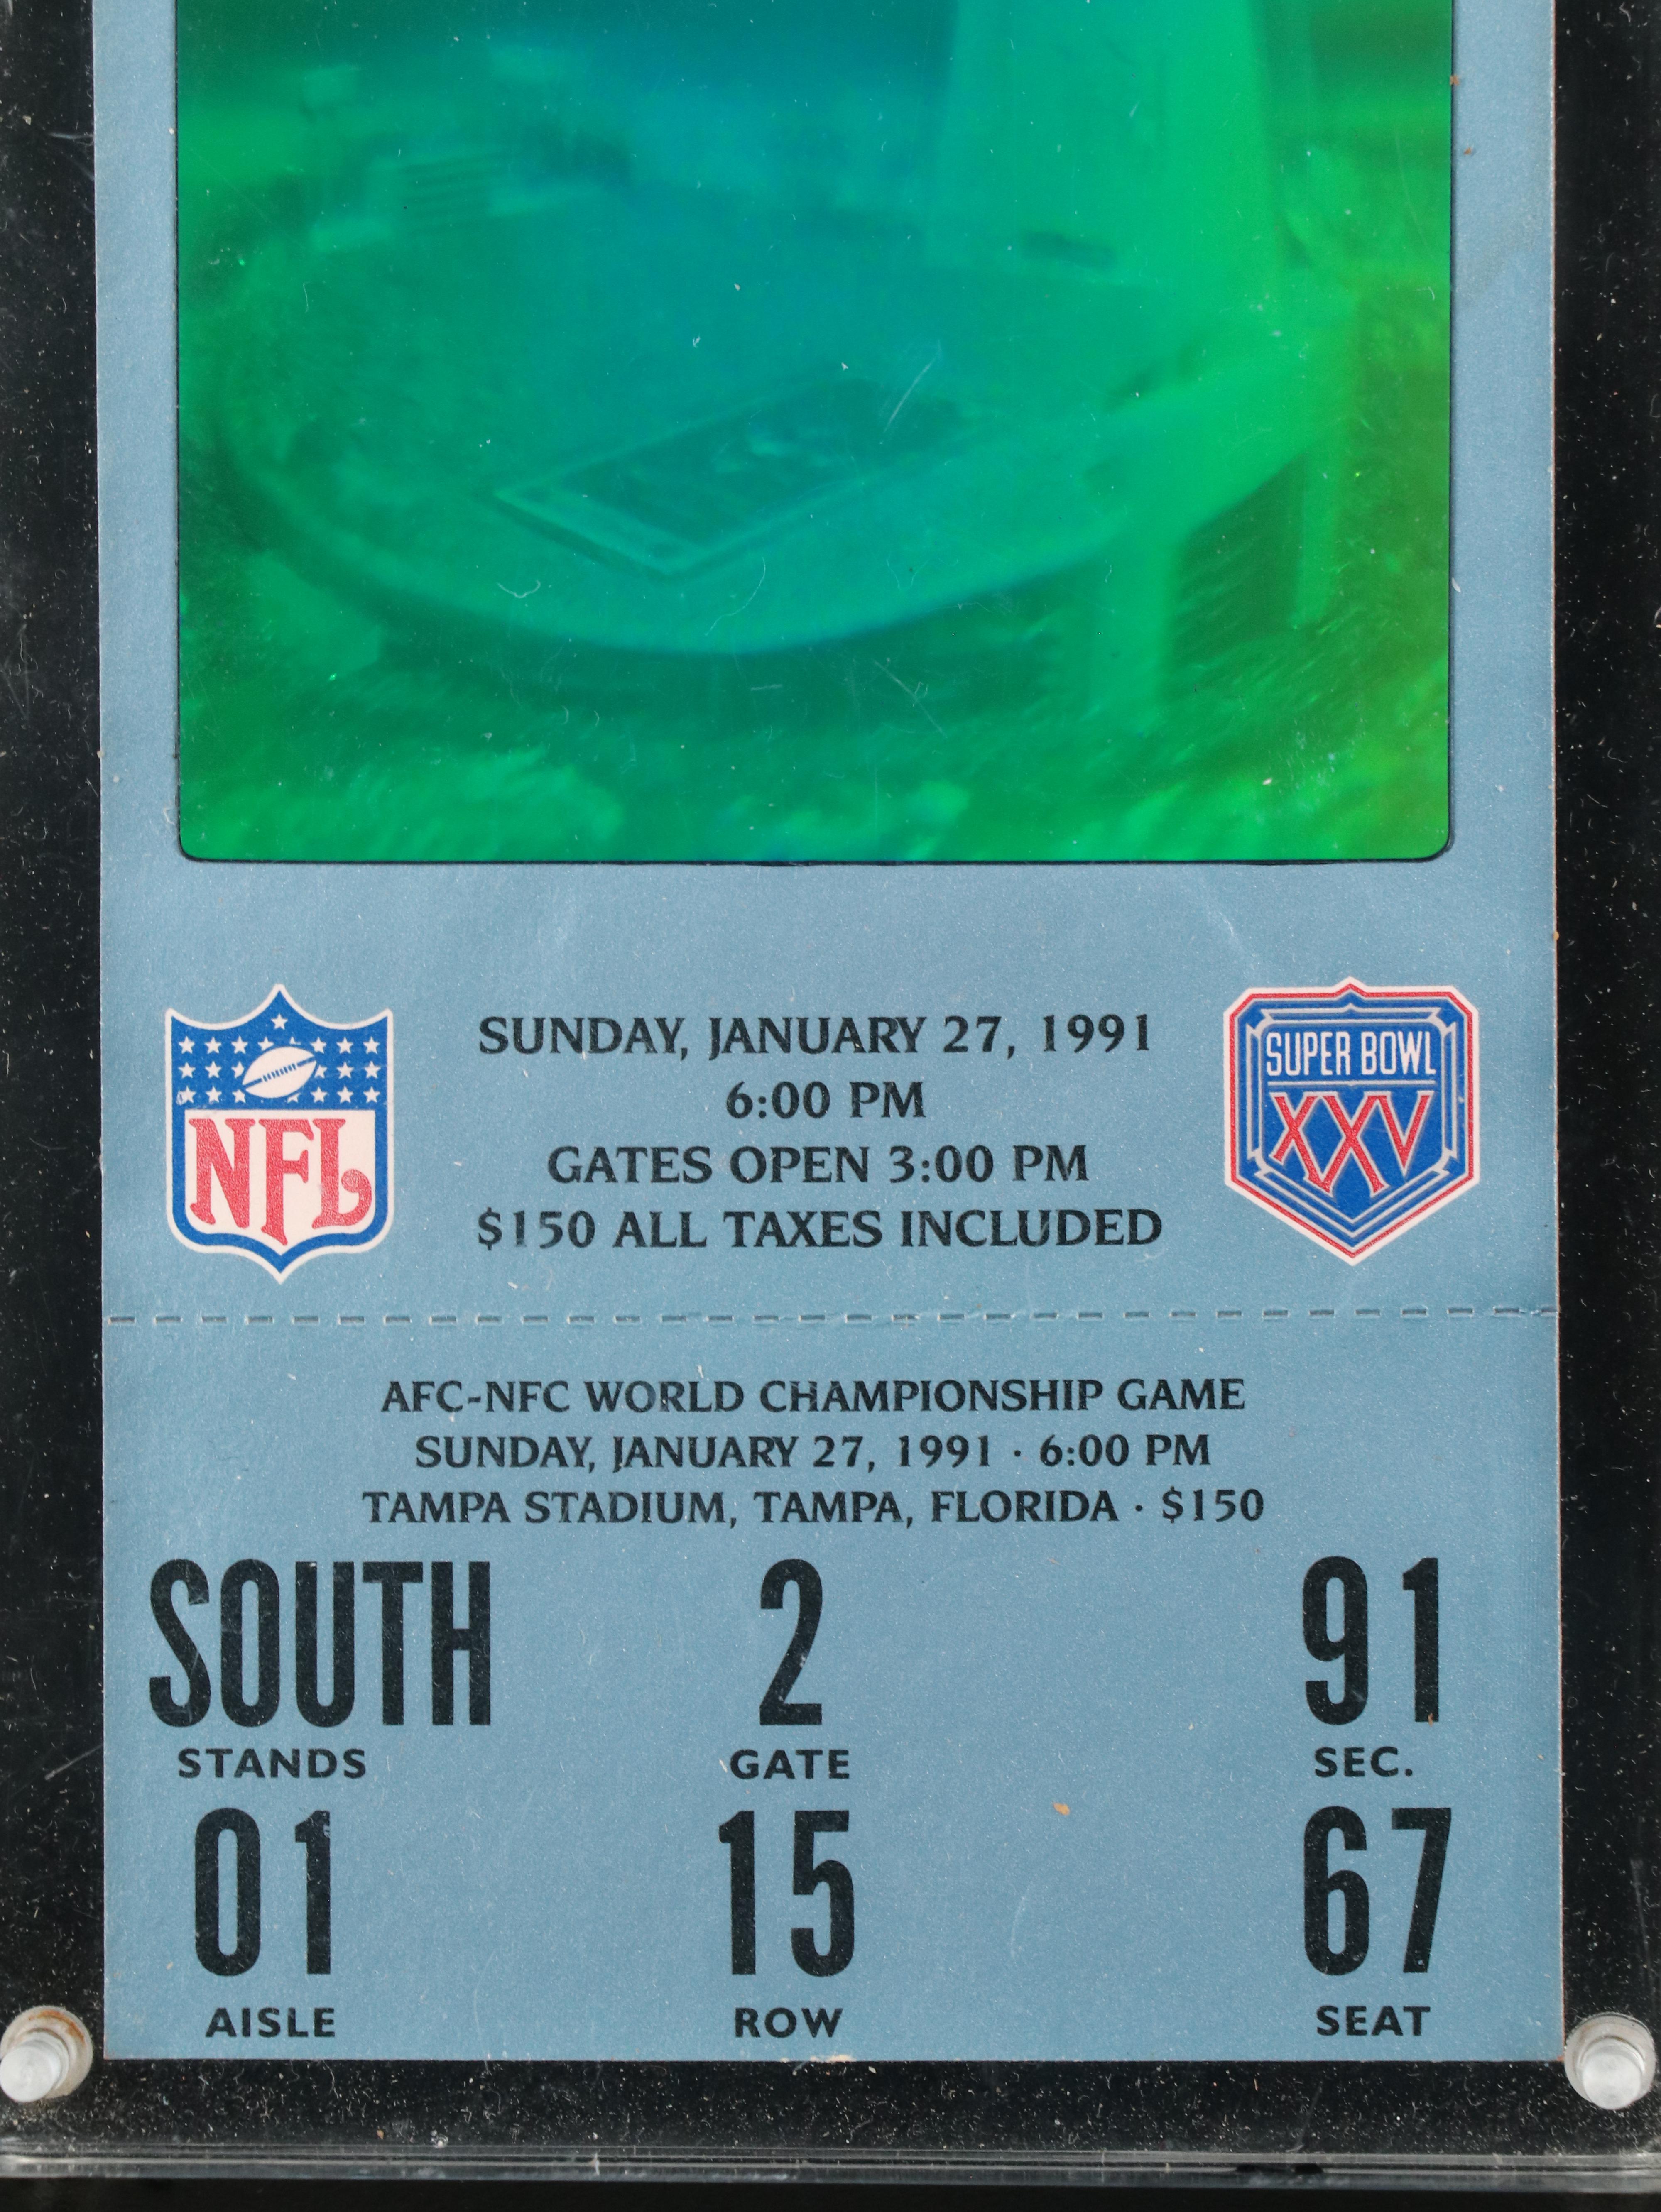 NFL
SUNDAY, JANUARY 27, 1991
6:00 PM
GATES OPEN 3:00 PM
$150 ALL TAXES INCLUDED
SUPER BOWL
XXV
AFC-NFC WORLD CHAMPIONSHIP GAME
SUNDAY, JANUARY 27, 1991 · 6:00 PM
TAMPA STADIUM, TAMPA, FLORIDA · $150
SOUTH 2 91
STANDS GATE SEC.
01 15 67
AISLE ROW SEAT